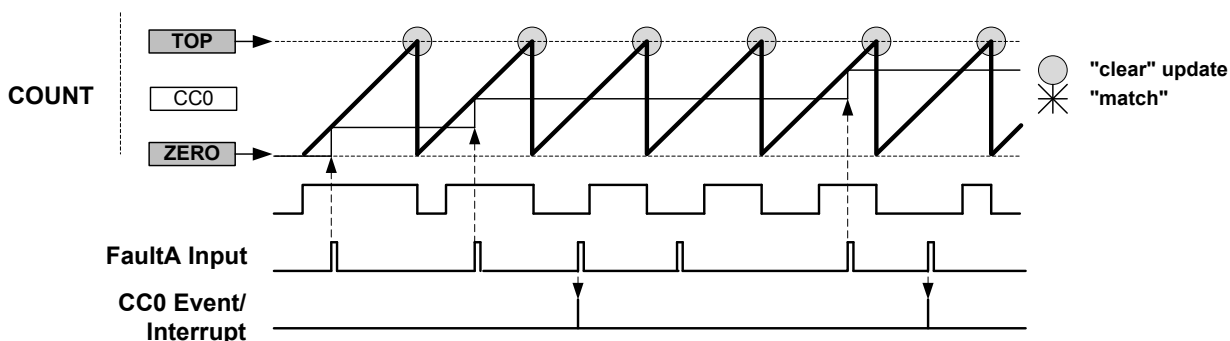 TOP
COUNT
CC0
ZERO
"clear" update
"match"
FaultA Input
CC0 Event/
Interrupt